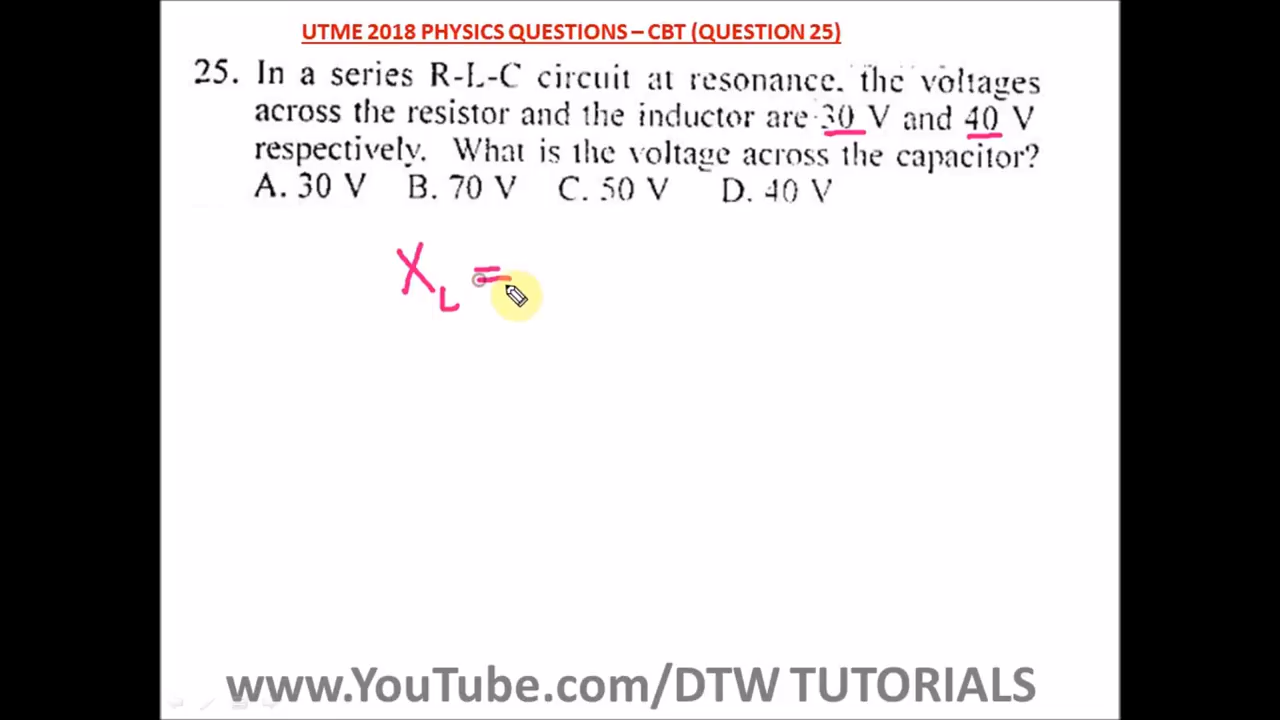 UTME 2018 PHYSICS QUESTIONS – CBT (QUESTION 25)
25. In a series R-L-C circuit at resonance. the voltages
across the resistor and the inductor are 30 V and 40 V
respectively. What is the voltage across the capacitor?
A. 30 V B. 70 V C. 50 V D. 40 V
X_L =
www.YouTube.com/DTW TUTORIALS